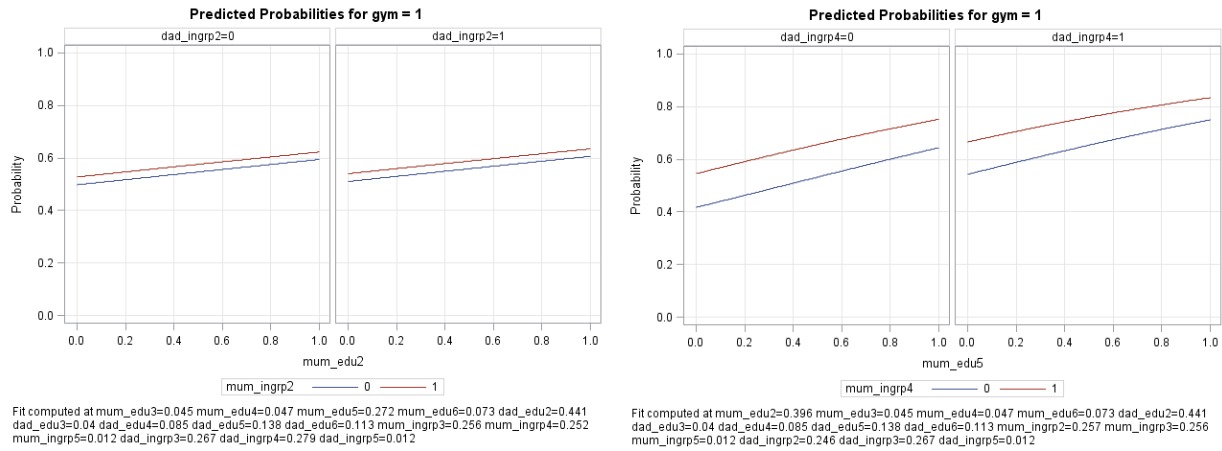 Predicted Probabilities for gym = 1
dad_ingrp2=0
dad_ingrp2=1
1.0
0.8
0.6
0.4
0.2
0.0
Probability
0.0 0.2 0.4 0.6 0.8 1.0
0.0 0.2 0.4 0.6 0.8 1.0
mum_edu2
mum_ingrp2 0 1
Fit computed at mum_edu3=0.045 mum_edu4=0.047 mum_edu5=0.272 mum_edu6=0.073 dad_edu2=0.441
dad_edu3=0.04 dad_edu4=0.085 dad_edu5=0.138 dad_edu6=0.113 mum_ingrp3=0.256 mum_ingrp4=0.252
mum_ingrp5=0.012 dad_ingrp3=0.267 dad_ingrp4=0.279 dad_ingrp5=0.012
Predicted Probabilities for gym = 1
dad_ingrp4=0
dad_ingrp4=1
1.0
0.8
0.6
0.4
0.2
0.0
Probability
0.0 0.2 0.4 0.6 0.8 1.0
0.0 0.2 0.4 0.6 0.8 1.0
mum_edu5
mum_ingrp4 0 1
Fit computed at mum_edu2=0.396 mum_edu3=0.045 mum_edu4=0.047 mum_edu6=0.073 dad_edu2=0.441
dad_edu3=0.04 dad_edu4=0.085 dad_edu5=0.138 dad_edu6=0.113 mum_ingrp2=0.257 mum_ingrp3=0.256
mum_ingrp5=0.012 dad_ingrp2=0.246 dad_ingrp3=0.267 dad_ingrp5=0.012